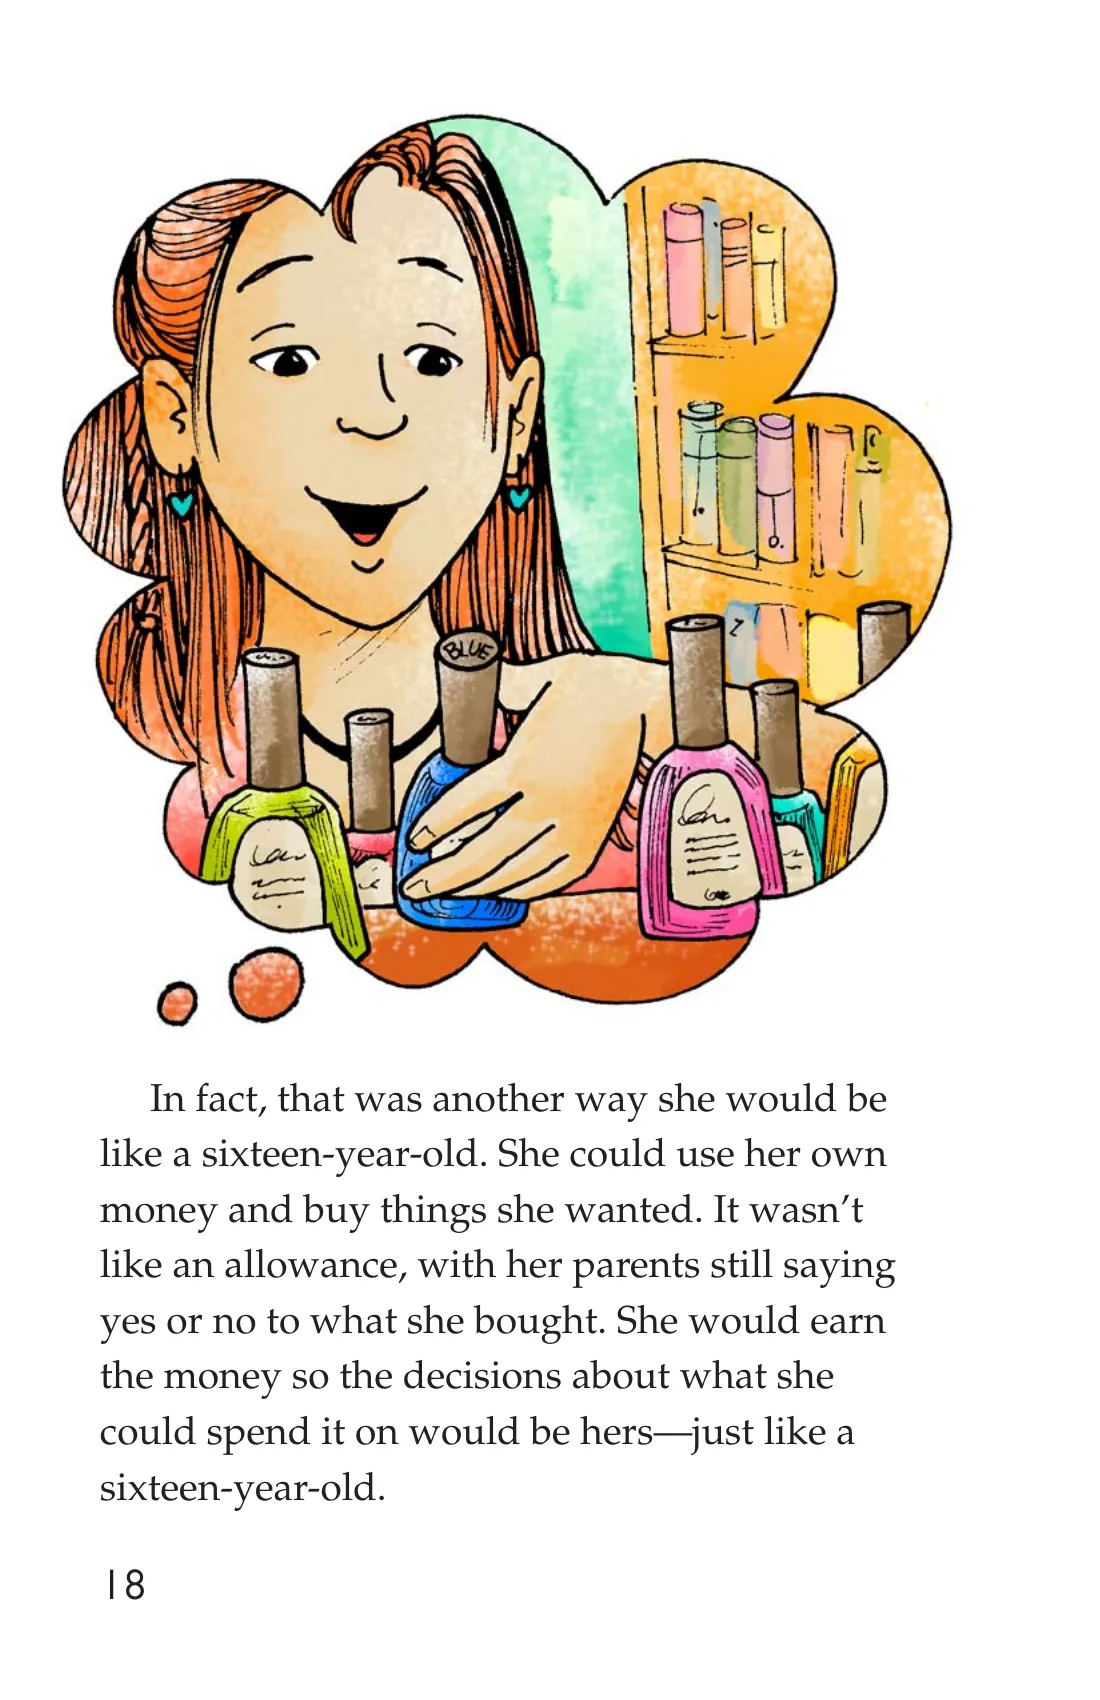 BLUE
In fact, that was another way she would be
like a sixteen-year-old. She could use her own
money and buy things she wanted. It wasn’t
like an allowance, with her parents still saying
yes or no to what she bought. She would earn
the money so the decisions about what she
could spend it on would be hers—just like a
sixteen-year-old.
18